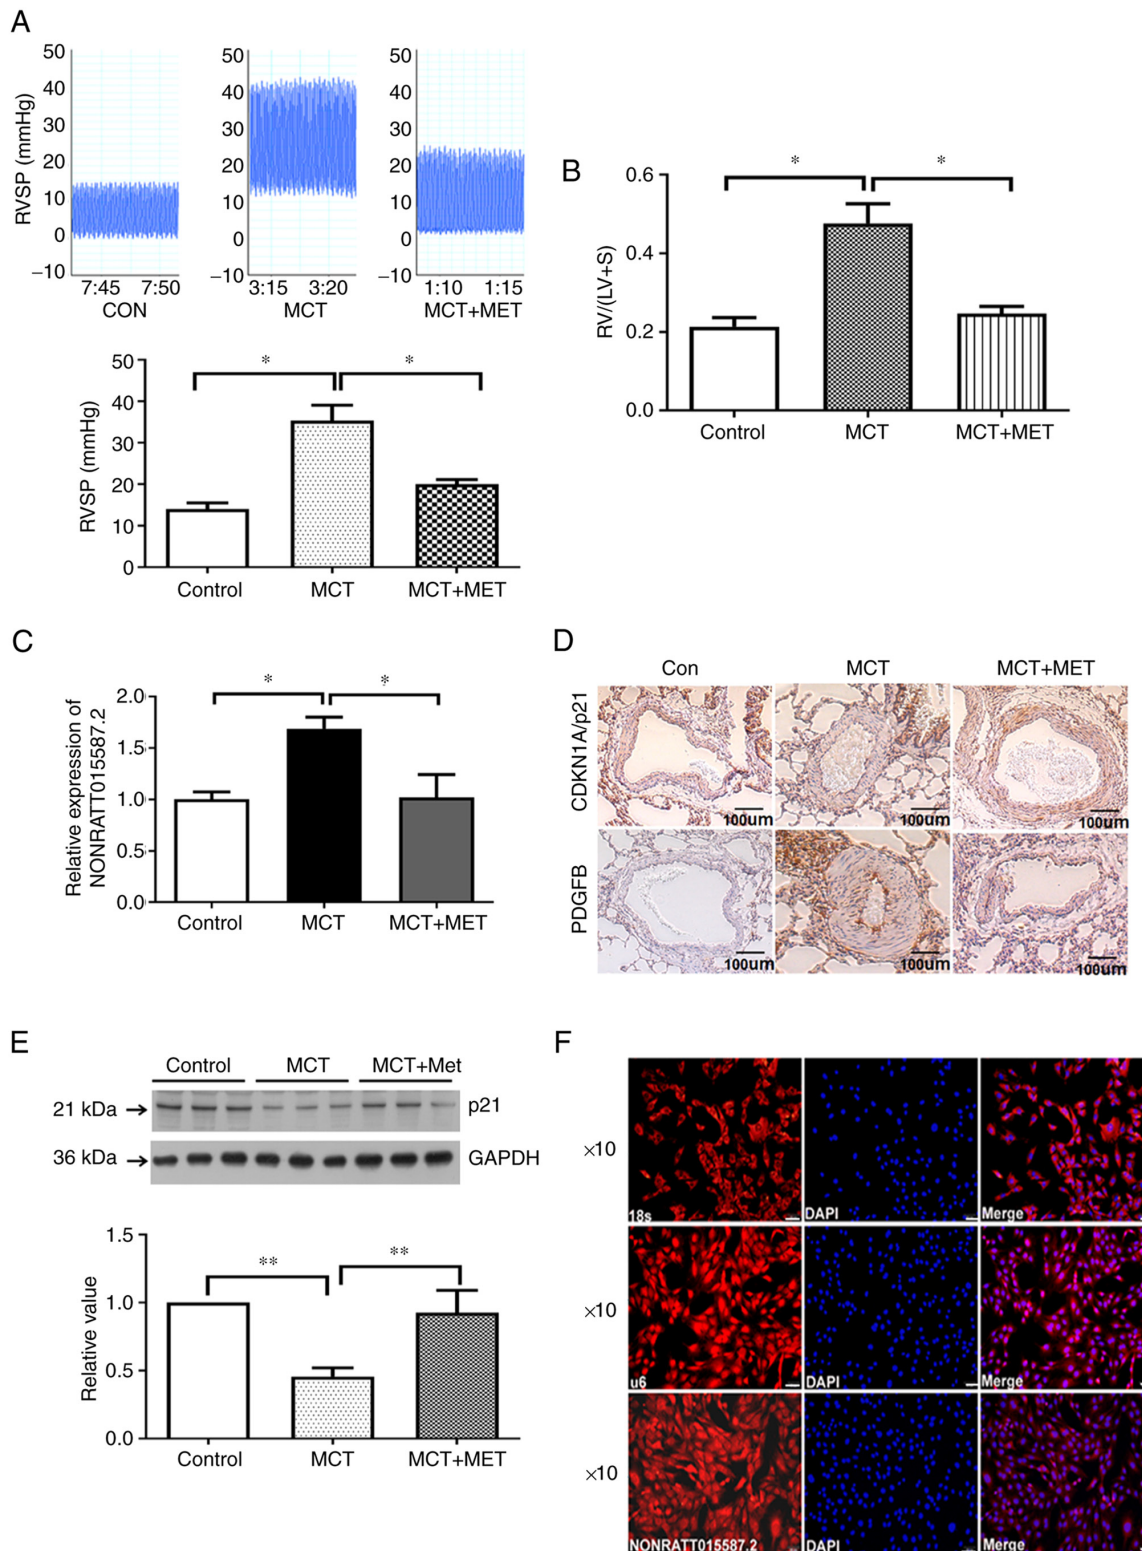 A
RVSP (mmHg)
50
40
30
20
10
0
−10
7:45 7:50
CON
50
40
30
20
10
0
−10
3:15 3:20
MCT
50
40
30
20
10
0
−10
1:10 1:15
MCT+MET
RVSP (mmHg)
50
40
30
20
10
0
* *
Control MCT MCT+MET
B
RV/(LV+S)
0.6
0.4
0.2
0.0
* *
Control MCT MCT+MET
C
Relative expression of
NONRATT015587.2
2.0
1.5
1.0
0.5
0.0
* *
Control MCT MCT+MET
D
Con MCT MCT+MET
CDKN1A/p21
100um 100um 100um
PDGFB
100um 100um 100um
E
Control MCT MCT+Met
21 kDa → p21
36 kDa → GAPDH
Relative value
1.5
1.0
0.5
0.0
** **
Control MCT MCT+MET
F
×10
18s DAPI Merge
×10
u6 DAPI Merge
×10
NONRATT015587.2 DAPI Merge